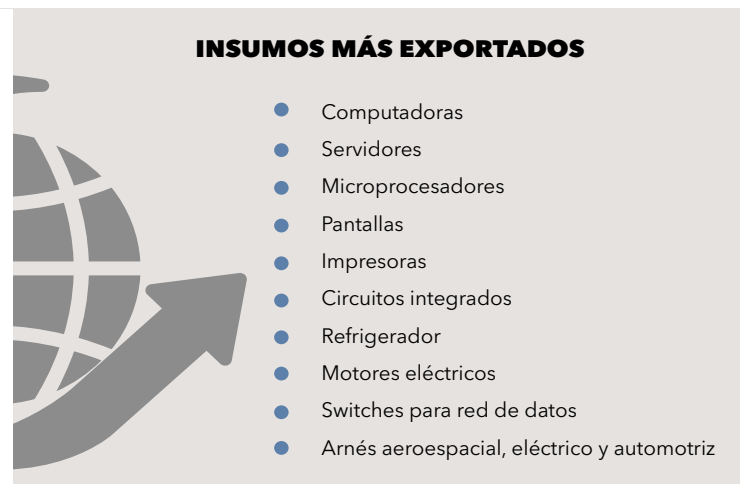 INSUMOS MÁS EXPORTADOS
Computadoras
Servidores
Microprocesadores
Pantallas
Impresoras
Circuitos integrados
Refrigerador
Motores eléctricos
Switches para red de datos
Arnés aeroespacial, eléctrico y automotriz